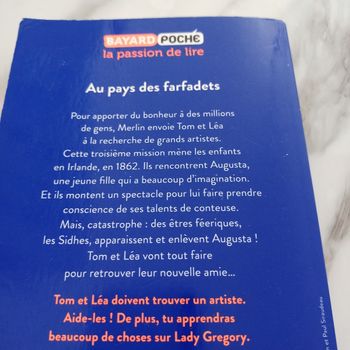 BAYARD POCHE
la passion de lire
Au pays des farfadets
Pour apporter du bonheur à des millions
de gens, Merlin envoie Tom et Léa
à la recherche de grands artistes.
Cette troisième mission mène les enfants
en Irlande, en 1862. Ils rencontrent Augusta,
une jeune fille qui a beaucoup d'imagination.
Et ils montent un spectacle pour lui faire prendre
conscience de ses talents de conteuse.
Mais, catastrophe : des êtres féeriques,
les Sidhes, apparaissent et enlèvent Augusta !
Tom et Léa vont tout faire
pour retrouver leur nouvelle amie...
Tom et Léa doivent trouver un artiste.
Aide-les ! De plus, tu apprendras
beaucoup de choses sur Lady Gregory.
et Paul Siraudeau